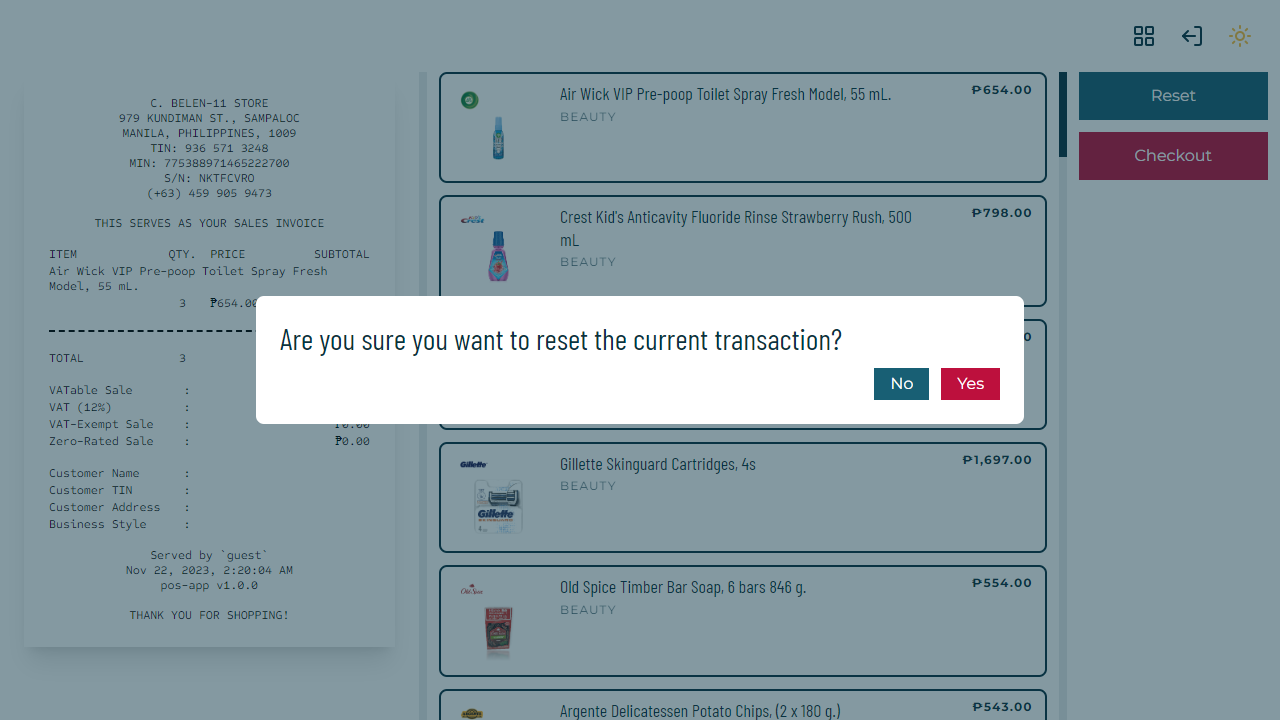 C. BELEN-11 STORE
979 KUNDIMAN ST., SAMPALOC
MANILA, PHILIPPINES, 1009
TIN: 936 571 3248
MIN: 775388971465222700
S/N: NKTFCVRO
(+63) 459 905 9473
THIS SERVES AS YOUR SALES INVOICE
ITEM QTY. PRICE SUBTOTAL
Air Wick VIP Pre-poop Toilet Spray Fresh
Model, 55 mL.
3 ₱654.00
TOTAL 3
VATable Sale :
VAT (12%) :
VAT-Exempt Sale : ₱0.00
Zero-Rated Sale : ₱0.00
Customer Name :
Customer TIN :
Customer Address :
Business Style :
Served by `guest`
Nov 22, 2023, 2:20:04 AM
pos-app v1.0.0
THANK YOU FOR SHOPPING!
Air Wick VIP Pre-poop Toilet Spray Fresh Model, 55 mL.
₱654.00
BEAUTY
Crest
Crest Kid's Anticavity Fluoride Rinse Strawberry Rush, 500
mL
₱798.00
BEAUTY
Are you sure you want to reset the current transaction?
No
Yes
Gillette
Gillette
Gillette Skinguard Cartridges, 4s
₱1,697.00
BEAUTY
Old Spice
Old Spice Timber Bar Soap, 6 bars 846 g.
₱554.00
BEAUTY
Argente Delicatessen Potato Chips, (2 x 180 g.)
₱543.00
Reset
Checkout